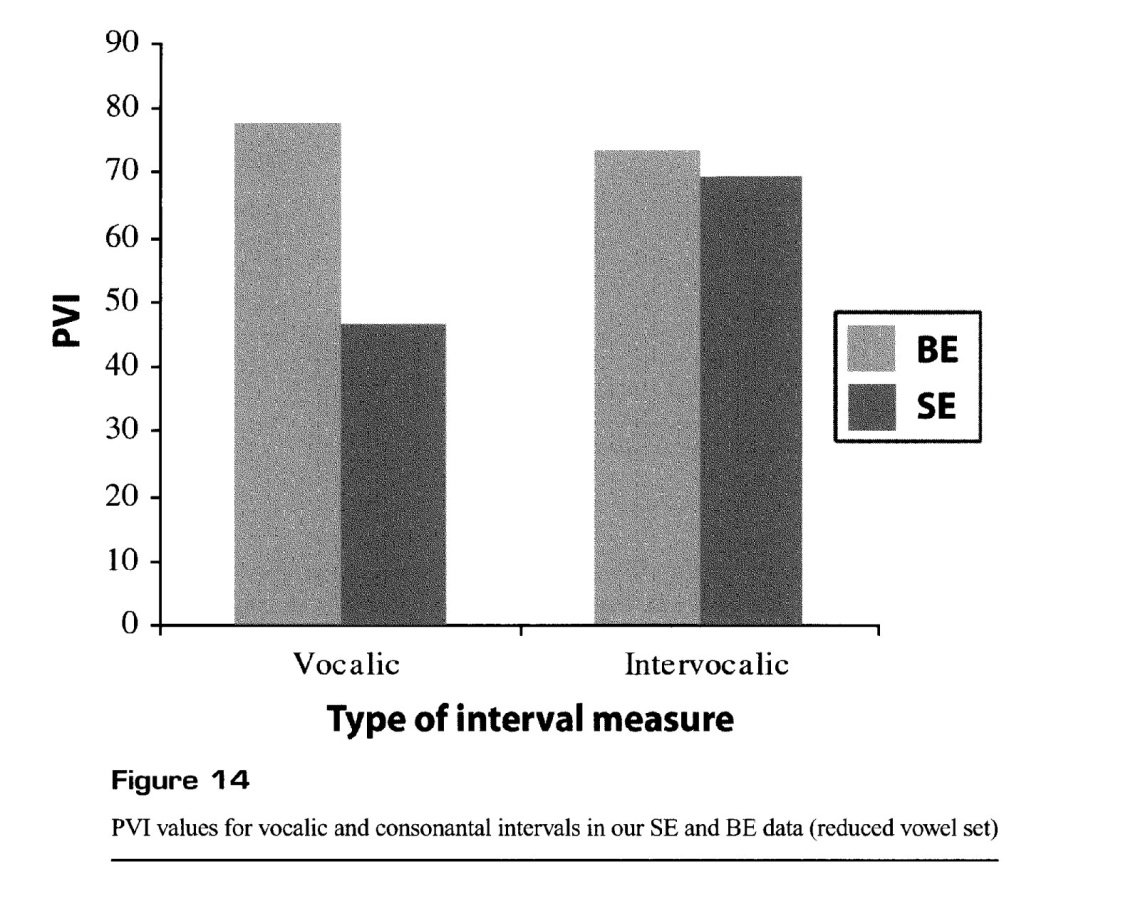 90
80
70
60
50
40
30
20
10
0
PVI
BE
SE
Vocalic Intervocalic
Type of interval measure
Figure 14
PVI values for vocalic and consonantal intervals in our SE and BE data (reduced vowel set)